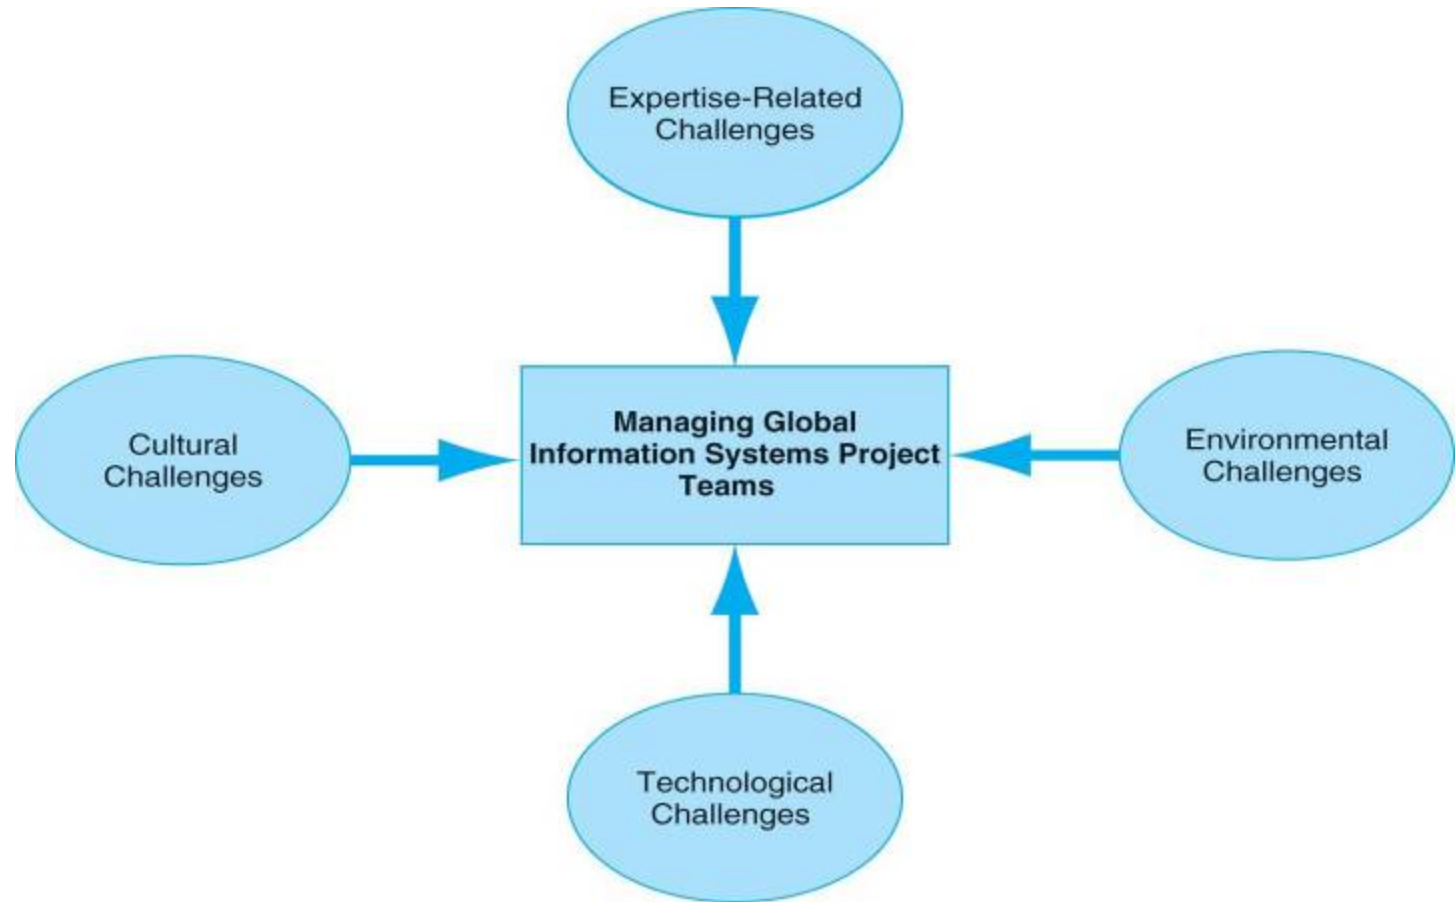 Expertise-Related
Challenges
Cultural
Challenges
Managing Global
Information Systems Project
Teams
Environmental
Challenges
Technological
Challenges